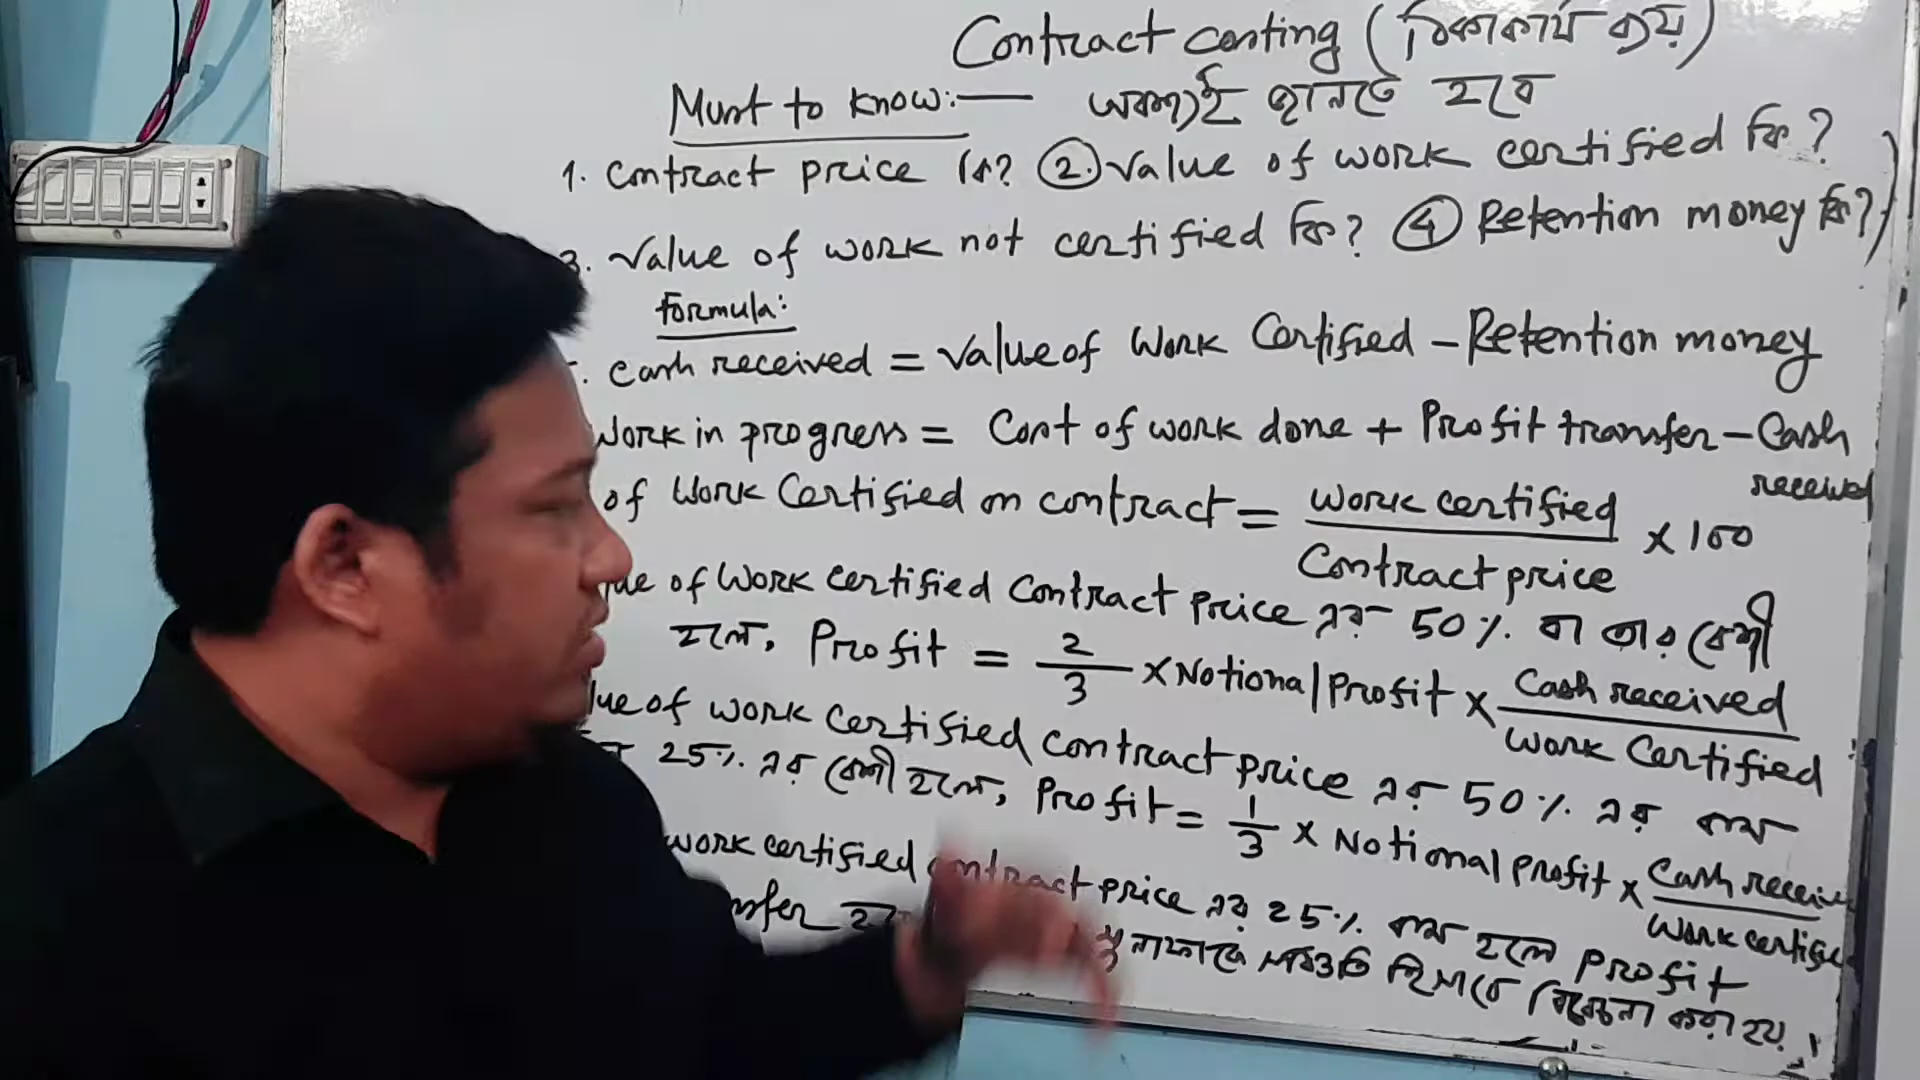 Contract costing (ঠিকাকার্য ব্যয়)
Must to know:— অবশ্যই জানতে হবে
1. contract price কি? ②. Value of work certified কি?
3. Value of work not certified কি? ④ Retention money কি?
Formula:
cash received = Value of Work Certified – Retention money
Work in progress = Cost of work done + Profit transfer – Cash received
of Work Certified on contract = work certified / Contract price × 100
of Work certified Contract price এর 50%. বা তার বেশী
হলে, Profit = 2/3 × Notional Profit × Cash received / Work Certified
of work certified contract price এর 50%. এর কম
25%. এর বেশী হলে, Profit = 1/3 × Notional Profit × Cash / Work
work certified contract price এর 25%. কম হলে Profit
হিসাবে বিবেচনা করা হয়।